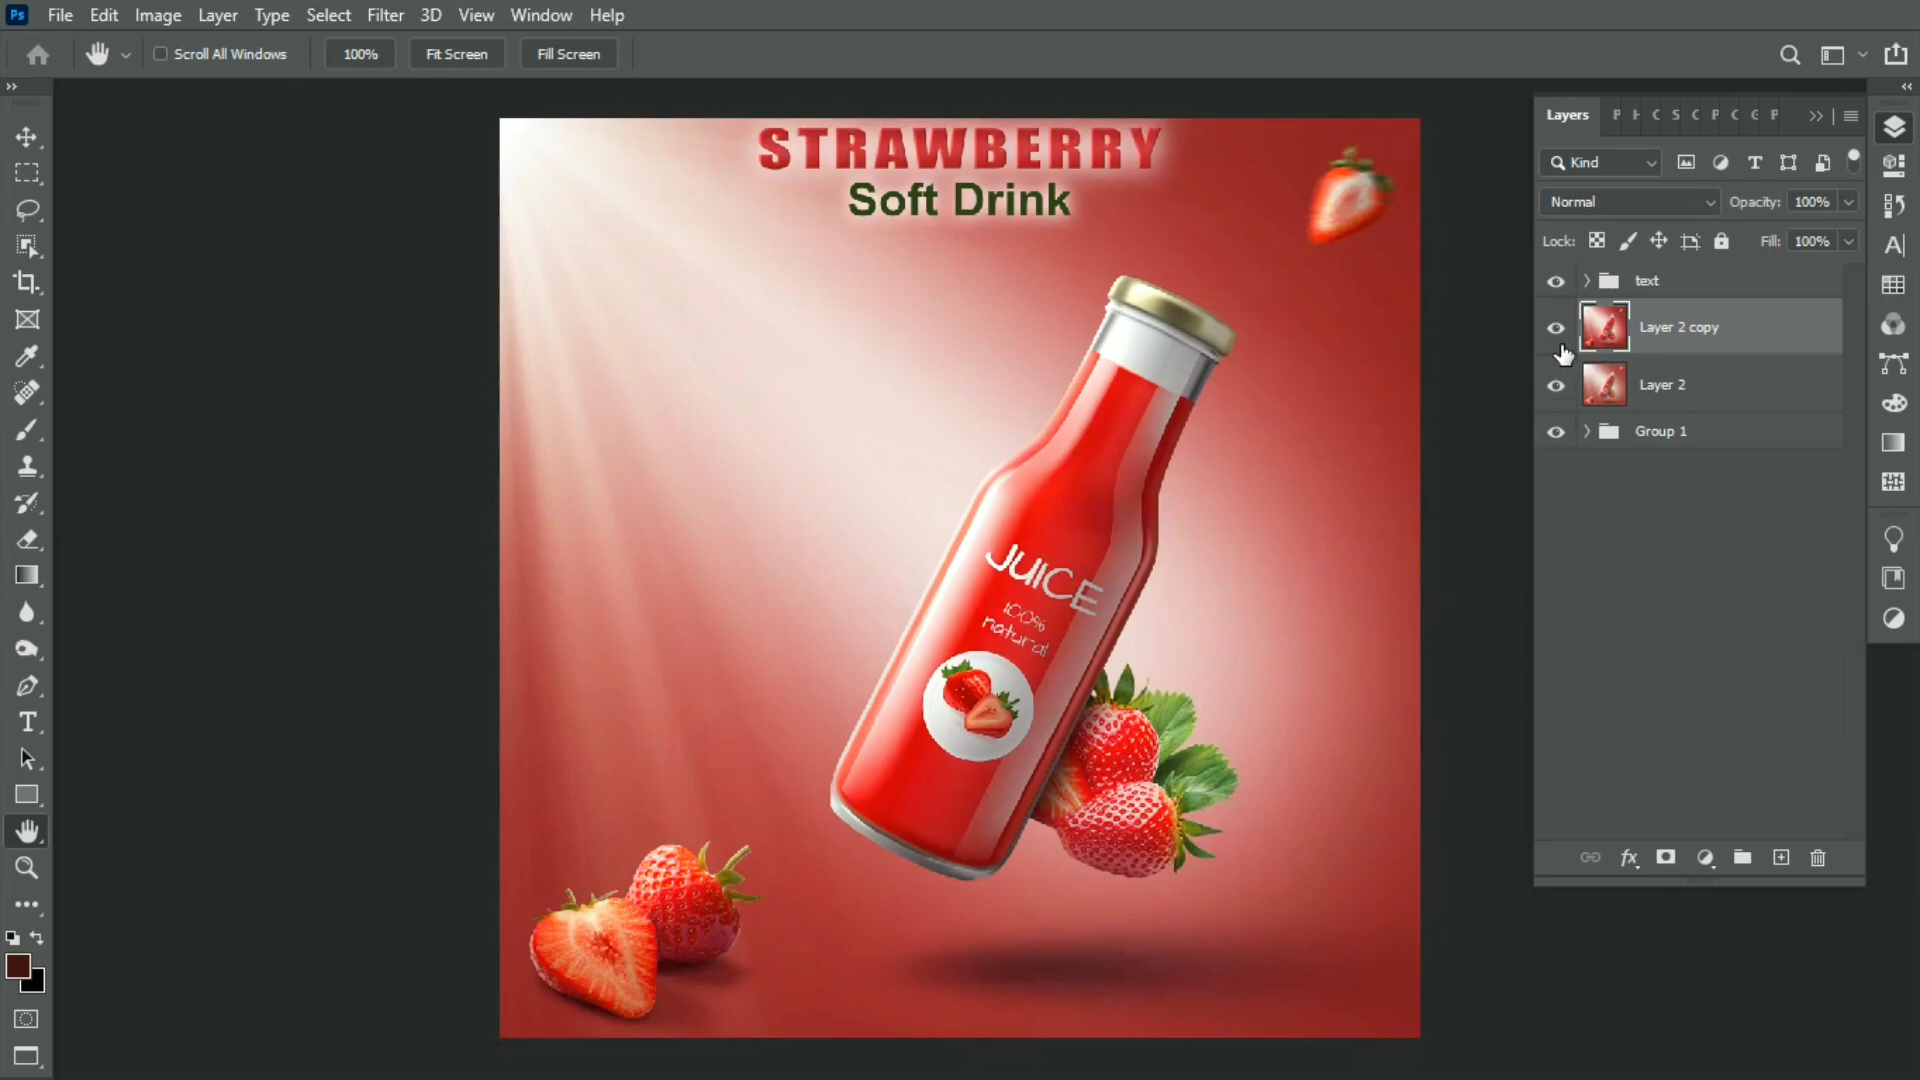 Ps File Edit Image Layer Type Select Filter 3D View Window Help
Scroll All Windows 100% Fit Screen Fill Screen
Layers P H C S C P C G P
Kind
Normal Opacity: 100%
Lock: Fill: 100%
text
Layer 2 copy
Layer 2
Group 1
fx
STRAWBERRY
Soft Drink
JUICE
100%
natural